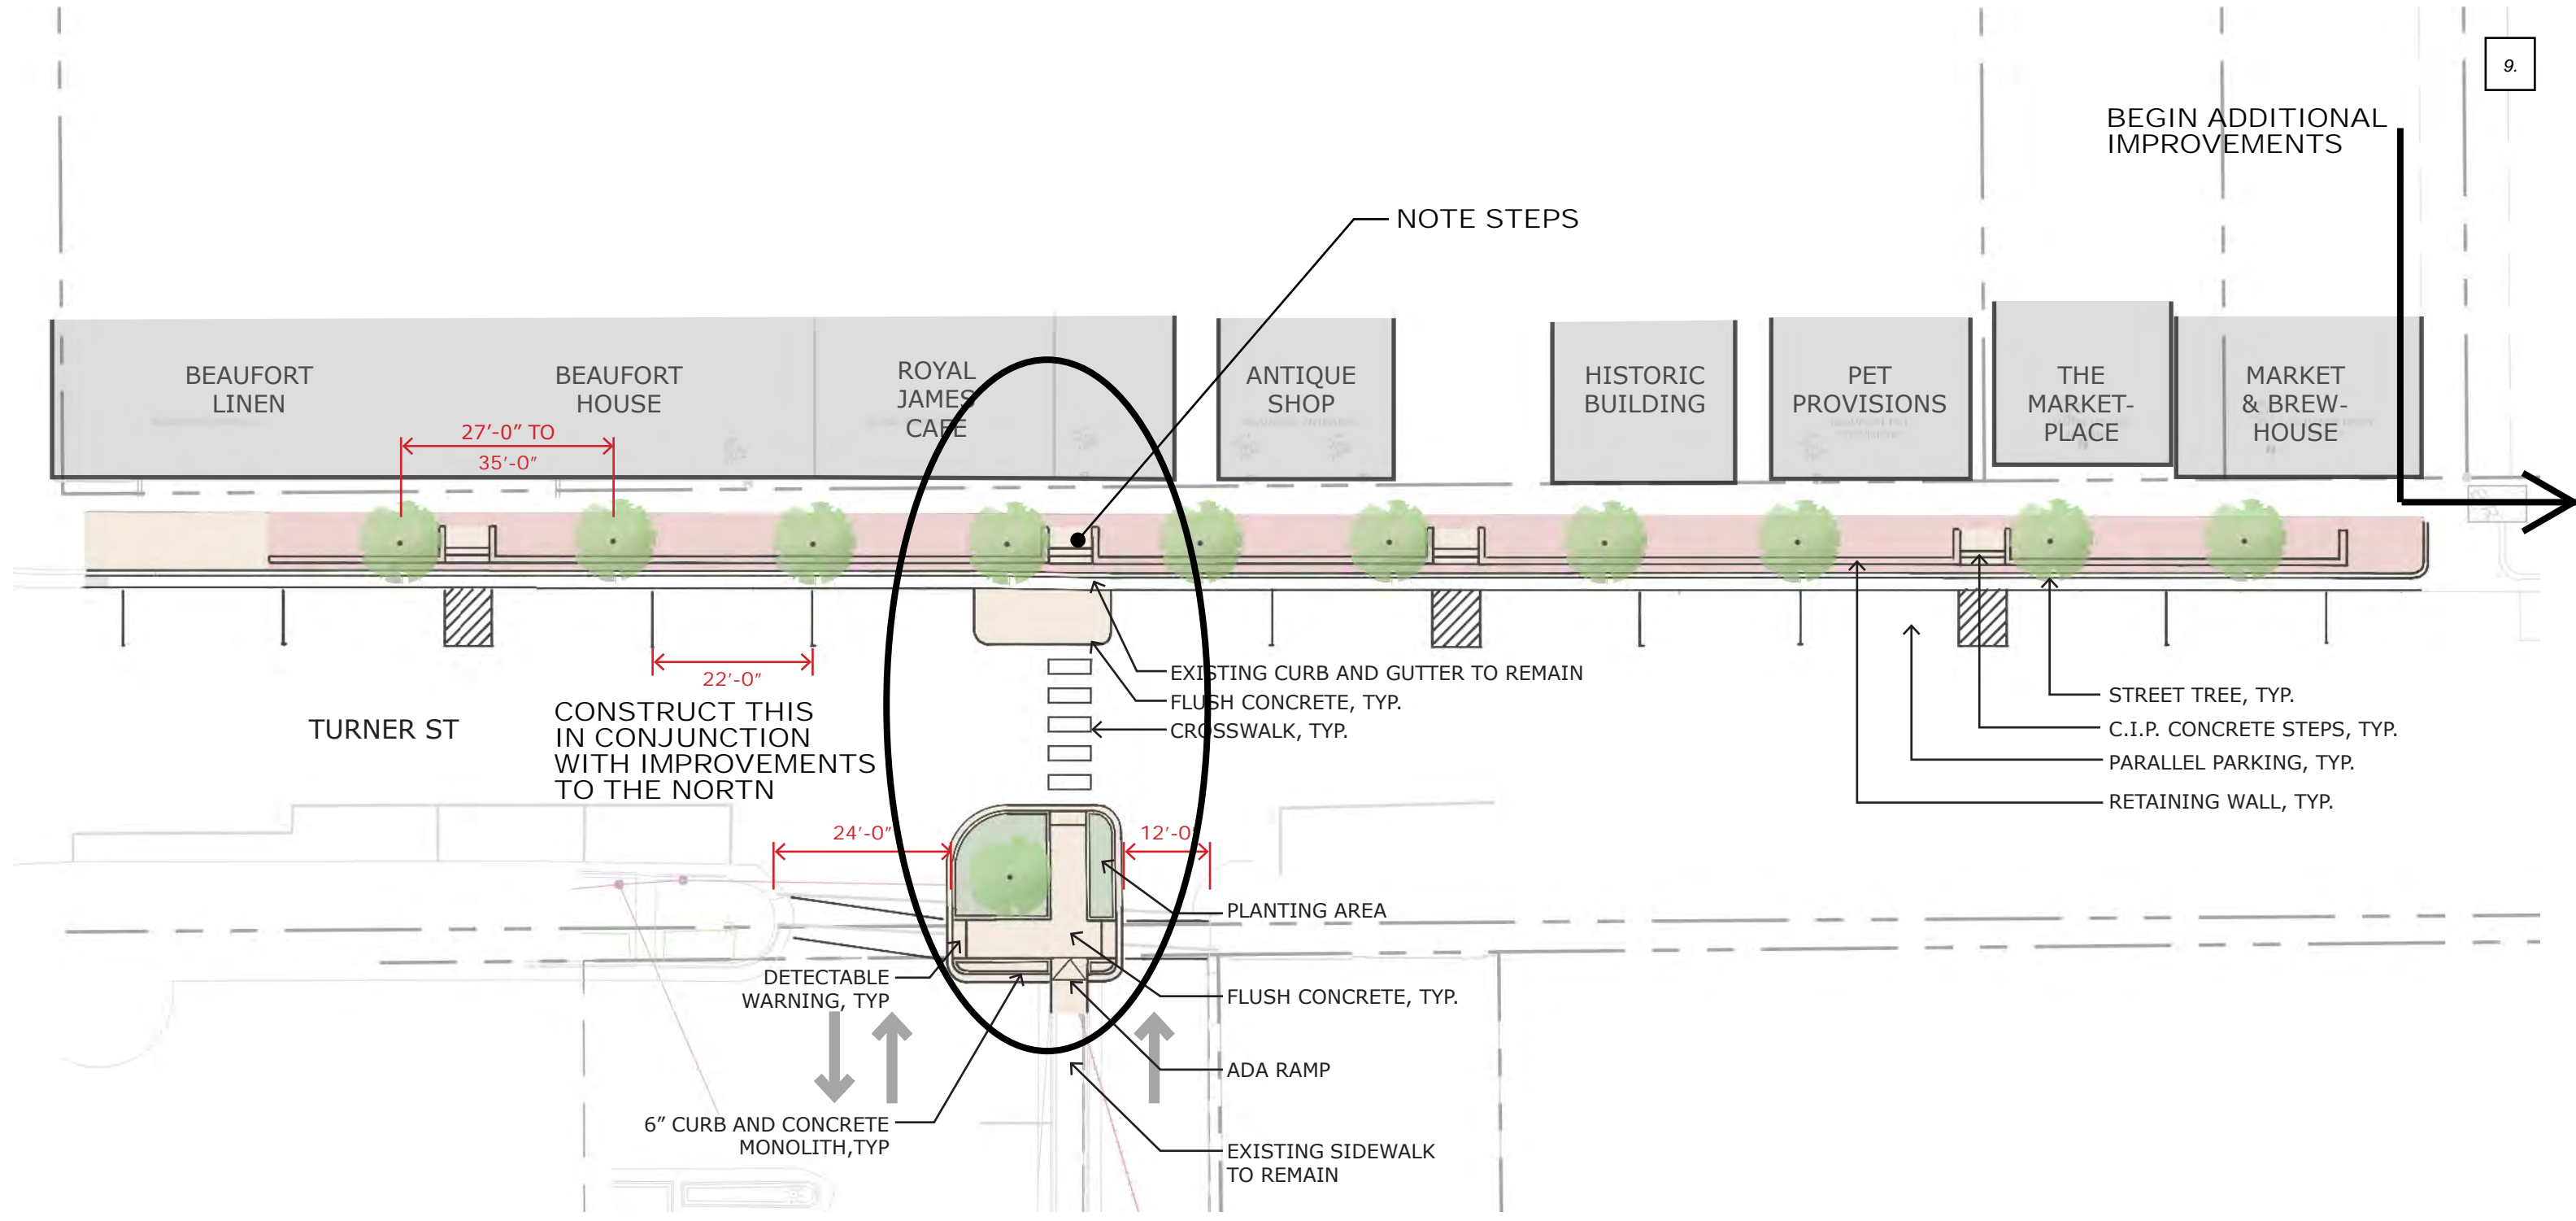 9.
BEGIN ADDITIONAL
IMPROVEMENTS
NOTE STEPS
BEAUFORT
LINEN
BEAUFORT
HOUSE
ROYAL
JAMES
CAFE
ANTIQUE
SHOP
HISTORIC
BUILDING
PET
PROVISIONS
THE
MARKET-
PLACE
MARKET
& BREW-
HOUSE
27'-0" TO
35'-0"
22'-0"
EXISTING CURB AND GUTTER TO REMAIN
FLUSH CONCRETE, TYP.
CROSSWALK, TYP.
STREET TREE, TYP.
C.I.P. CONCRETE STEPS, TYP.
PARALLEL PARKING, TYP.
RETAINING WALL, TYP.
TURNER ST
CONSTRUCT THIS
IN CONJUNCTION
WITH IMPROVEMENTS
TO THE NORTN
24'-0"
12'-0"
PLANTING AREA
DETECTABLE
WARNING, TYP
FLUSH CONCRETE, TYP.
ADA RAMP
6" CURB AND CONCRETE
MONOLITH,TYP
EXISTING SIDEWALK
TO REMAIN